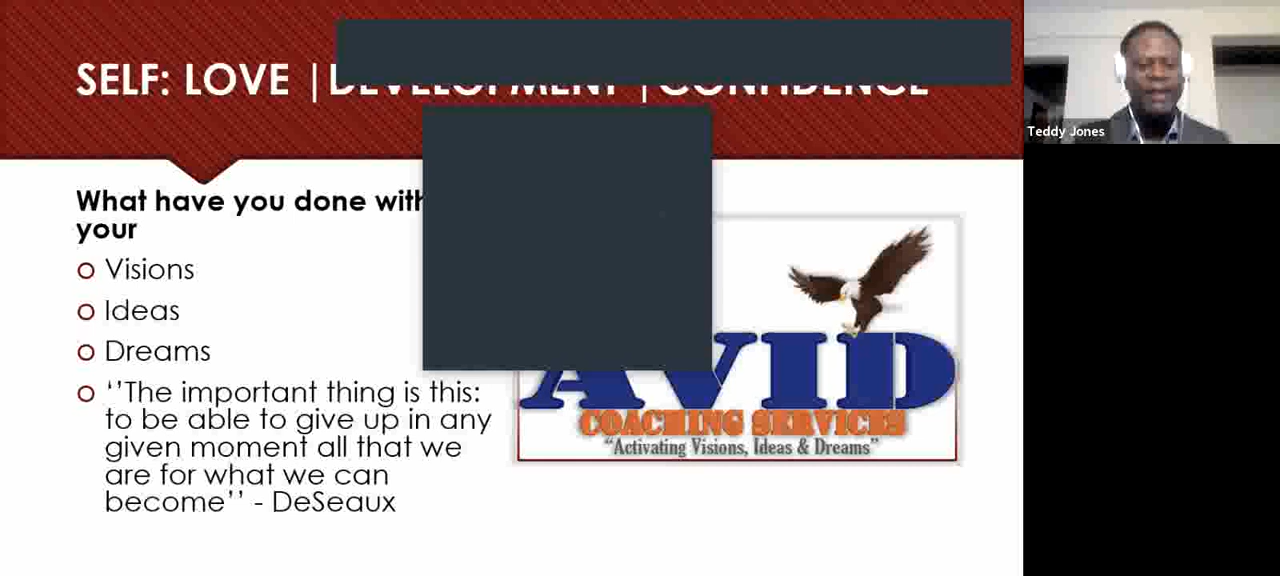 SELF: LOVE | DEVELOPMENT | CONFIDENCE
Teddy Jones
What have you done with
your
Visions
Ideas
Dreams
‘’The important thing is this:
to be able to give up in any
given moment all that we
are for what we can
become’’ - DeSeaux
AVID
COACHING SERVICES
“Activating Visions, Ideas & Dreams”